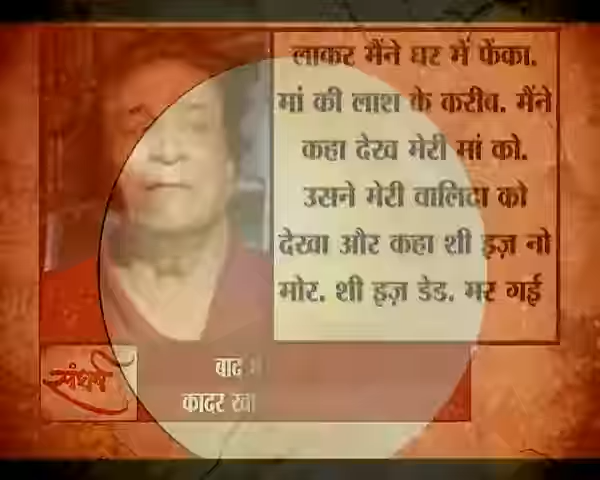 लाकर मैंने घर में फेंका.
मां की लाश के करीब. मैंने
कहा देख मेरी मां को.
उसने मेरी वालिदा को
देखा और कहा शी इज़ नो
मोर. शी इज़ डेड. मर गई
संघर्ष
बाद
कादर